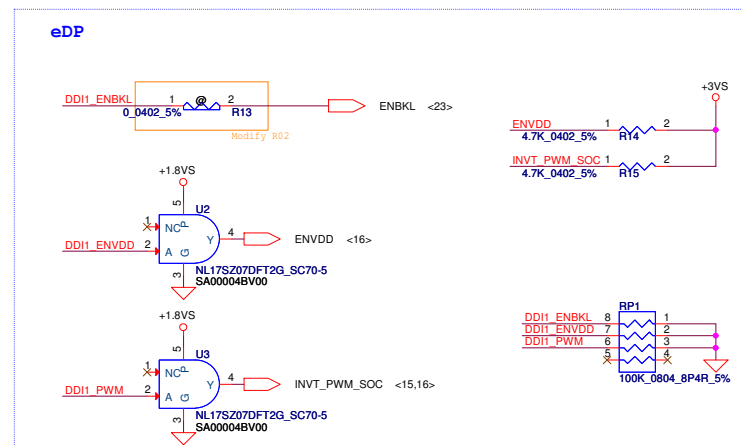 eDP
DDI1_ENBKL 1 @ 2 ENBKL <23>
0_0402_5% R13
Modify R02
+3VS
ENVDD 1 2
4.7K_0402_5% R14
INVT_PWM_SOC 1 2
4.7K_0402_5% R15
+1.8VS
5 U2
1 NC P
DDI1_ENVDD 2 A G Y 4 ENVDD <16>
3 NL17SZ07DFT2G_SC70-5
SA00004BV00
+1.8VS
5 U3
1 NC P
DDI1_PWM 2 A G Y 4 INVT_PWM_SOC <15,16>
3 NL17SZ07DFT2G_SC70-5
SA00004BV00
RP1
DDI1_ENBKL 8 1
DDI1_ENVDD 7 2
DDI1_PWM 6 3
5 4
100K_0804_8P4R_5%